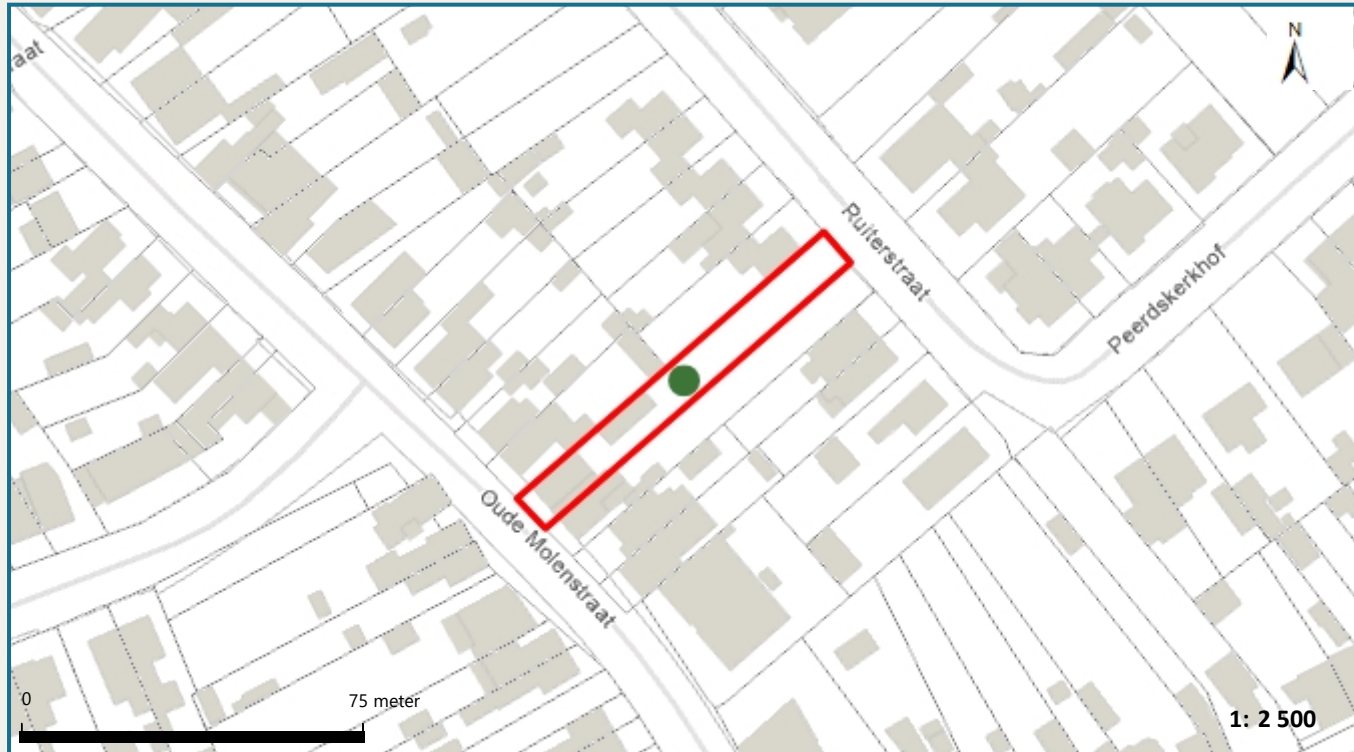 aat
N
Ruiterstraat
Peerdskerkhof
Oude Molenstraat
0
75 meter
1: 2 500